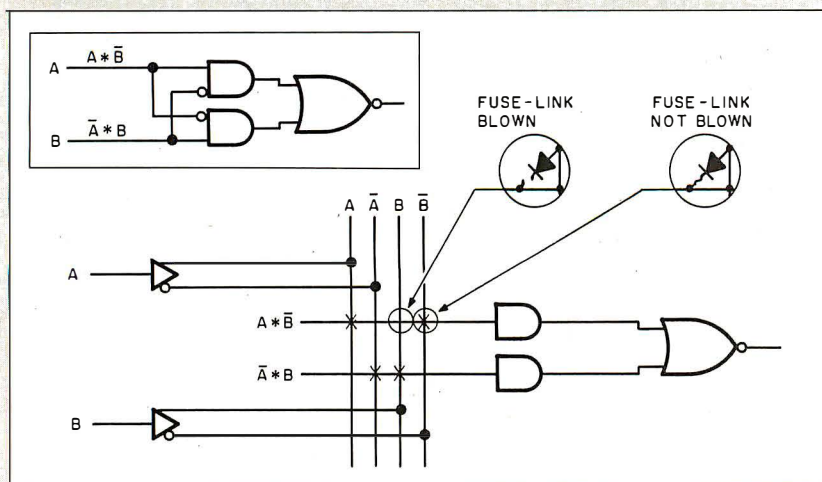 A
A * B̅
B
A̅ * B
FUSE-LINK
BLOWN
FUSE-LINK
NOT BLOWN
A A̅ B B̅
A
A * B̅
A̅ * B
B